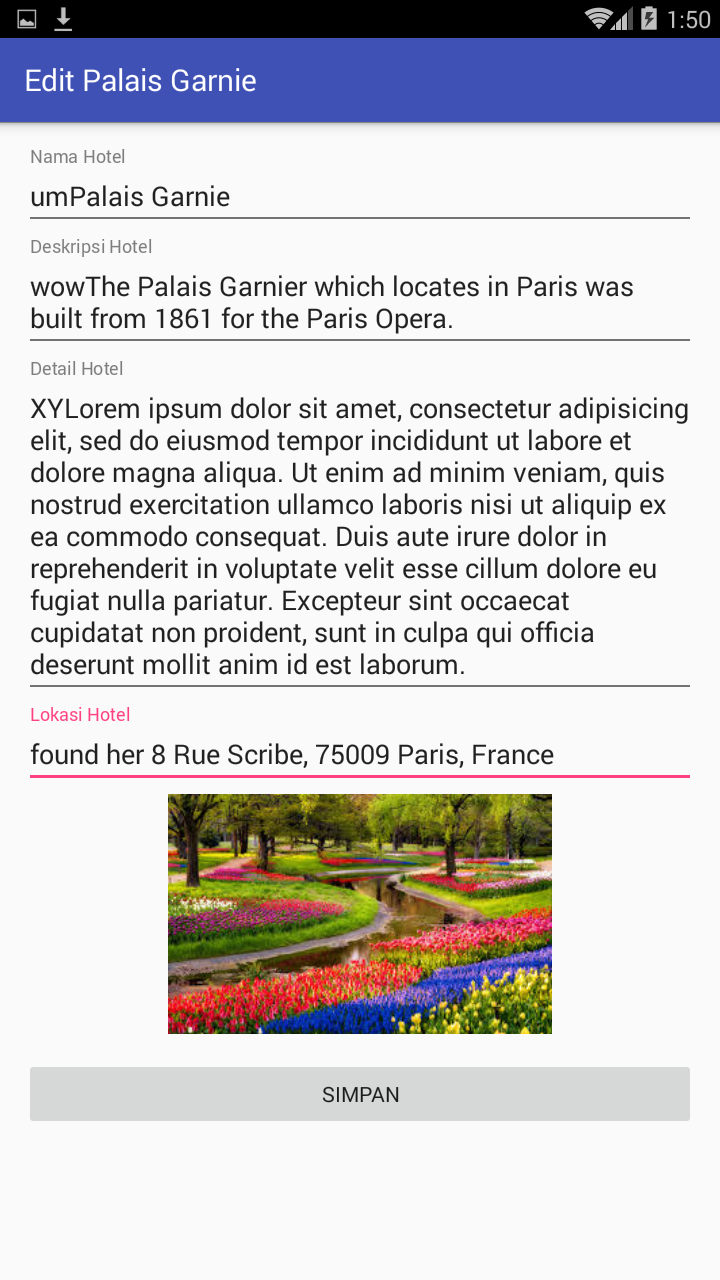 1:50
Edit Palais Garnie
Nama Hotel
umPalais Garnie
Deskripsi Hotel
wowThe Palais Garnier which locates in Paris was
built from 1861 for the Paris Opera.
Detail Hotel
XYLorem ipsum dolor sit amet, consectetur adipisicing
elit, sed do eiusmod tempor incididunt ut labore et
dolore magna aliqua. Ut enim ad minim veniam, quis
nostrud exercitation ullamco laboris nisi ut aliquip ex
ea commodo consequat. Duis aute irure dolor in
reprehenderit in voluptate velit esse cillum dolore eu
fugiat nulla pariatur. Excepteur sint occaecat
cupidatat non proident, sunt in culpa qui officia
deserunt mollit anim id est laborum.
Lokasi Hotel
found her 8 Rue Scribe, 75009 Paris, France
SIMPAN